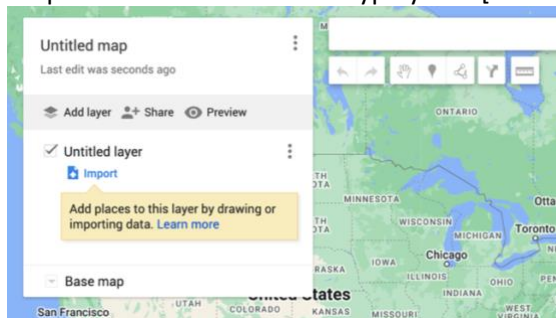 Untitled map
Last edit was seconds ago
Add layer Share Preview
Untitled layer
Import
Add places to this layer by drawing or
importing data. Learn more
Base map
ONTARIO
MINNESOTA
WISCONSIN
MICHIGAN
Toronto
Chicago
IOWA
ILLINOIS
INDIANA
OHIO
San Francisco
UTAH
COLORADO
KANSAS
MISSOURI
WEST
VIRGINIA